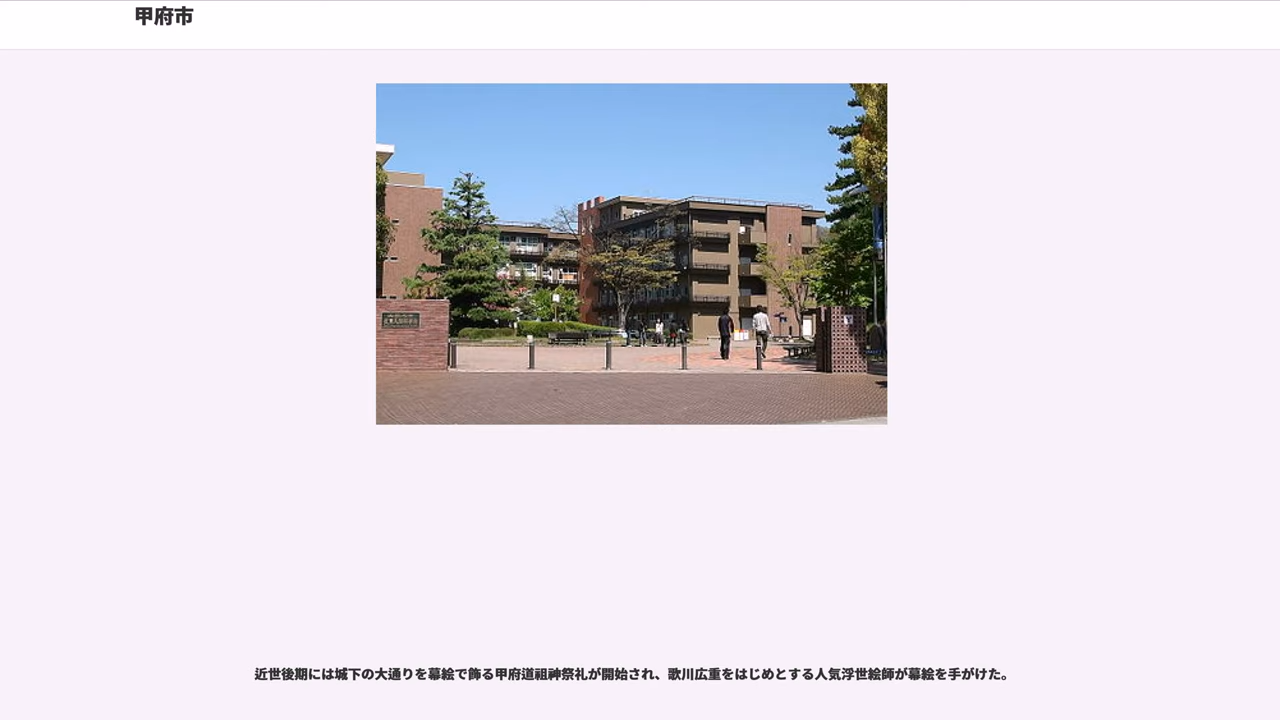 甲府市
近世後期には城下の大通りを幕絵で飾る甲府道祖神祭礼が開始され、歌川広重をはじめとする人気浮世絵師が幕絵を手がけた。